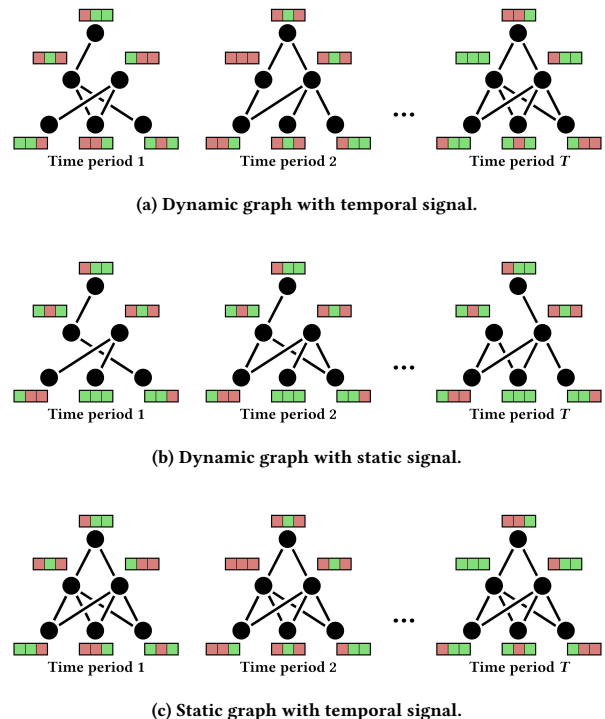 ...
Time period 1 Time period 2 Time period T
(a) Dynamic graph with temporal signal.
...
Time period 1 Time period 2 Time period T
(b) Dynamic graph with static signal.
...
Time period 1 Time period 2 Time period T
(c) Static graph with temporal signal.